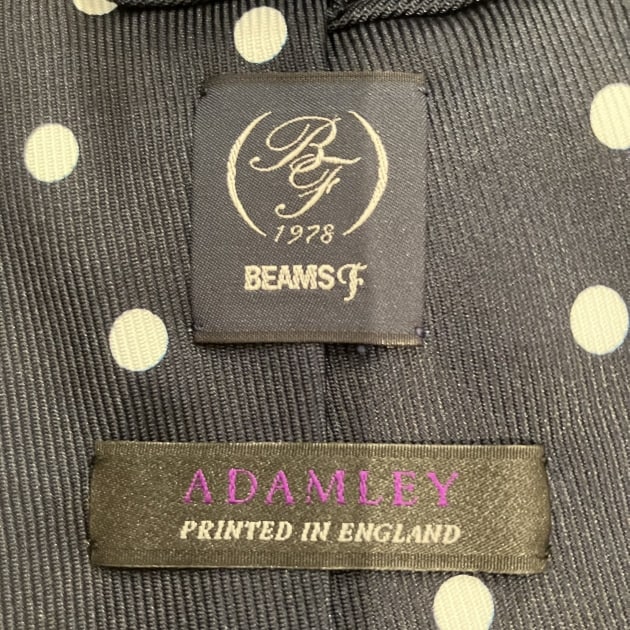 BF
1978
BEAMS F
ADAMLEY
PRINTED IN ENGLAND